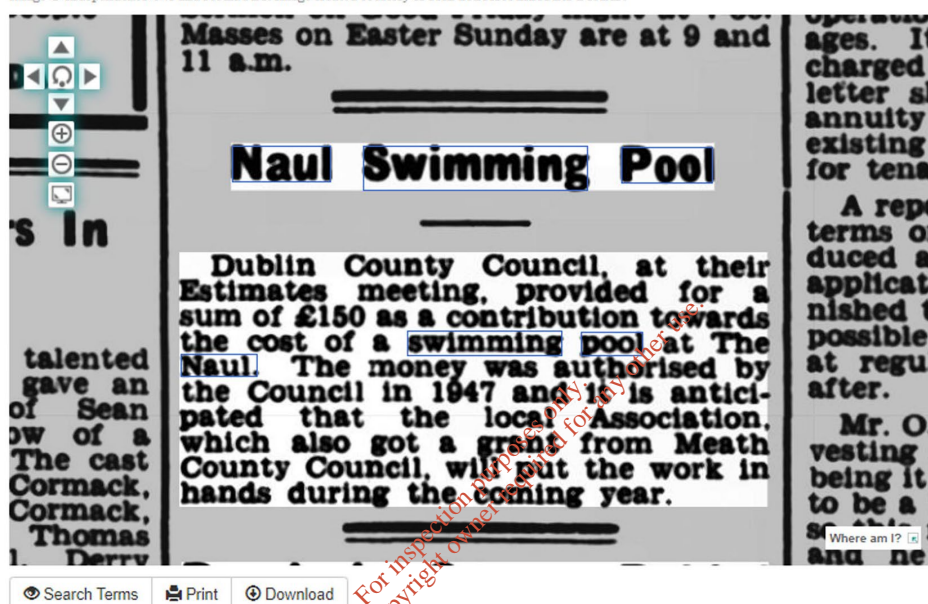 Masses on Easter Sunday are at 9 and
11 a.m.
Naul Swimming Pool
Dublin County Council, at their
Estimates meeting, provided for a
sum of £150 as a contribution towards
the cost of a swimming pool at The
Naul. The money was authorised by
the Council in 1947 and it is antici-
pated that the local Association,
which also got a grant from Meath
County Council, will put the work in
hands during the coming year.
s In
talented
gave an
of Sean
ow of a
The cast
Cormack,
Cormack,
Thomas
Derry
ages. It
charged
letter
annuity
existing
for
A
terms
duced a
nished
possible
at
after.
Mr. O
vesting
being it
to be a
and he
For inspection purposes only.
Copyright owner required for any other use.
Where am I?
Search Terms
Print
Download